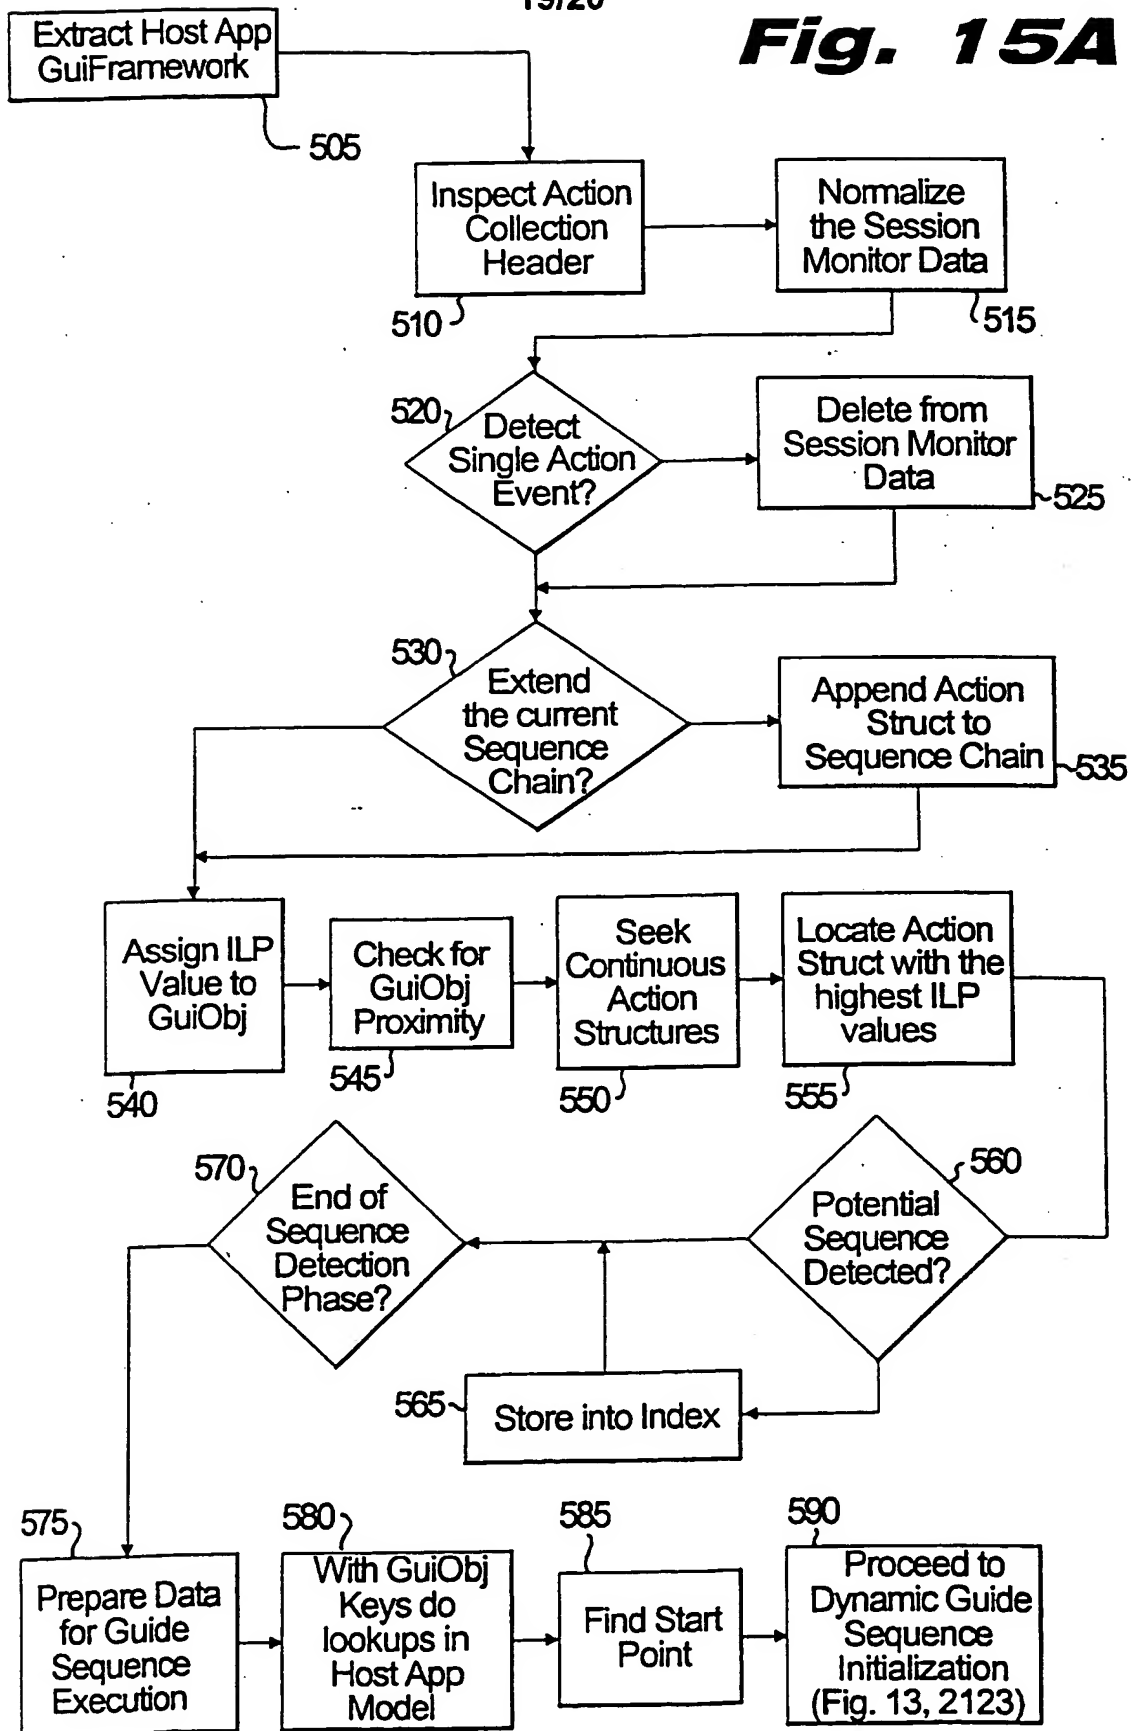 19/20
Fig. 15A
Extract Host App
GuiFramework
505
Inspect Action
Collection
Header
510
Normalize
the Session
Monitor Data
515
520
Detect
Single Action
Event?
Delete from
Session Monitor
Data
525
530
Extend
the current
Sequence
Chain?
Append Action
Struct to
Sequence Chain
535
Assign ILP
Value to
GuiObj
540
Check for
GuiObj
Proximity
545
Seek
Continuous
Action
Structures
550
Locate Action
Struct with the
highest ILP
values
555
560
Potential
Sequence
Detected?
570
End of
Sequence
Detection
Phase?
565
Store into Index
575
Prepare Data
for Guide
Sequence
Execution
580
With GuiObj
Keys do
lookups in
Host App
Model
585
Find Start
Point
590
Proceed to
Dynamic Guide
Sequence
Initialization
(Fig. 13, 2123)